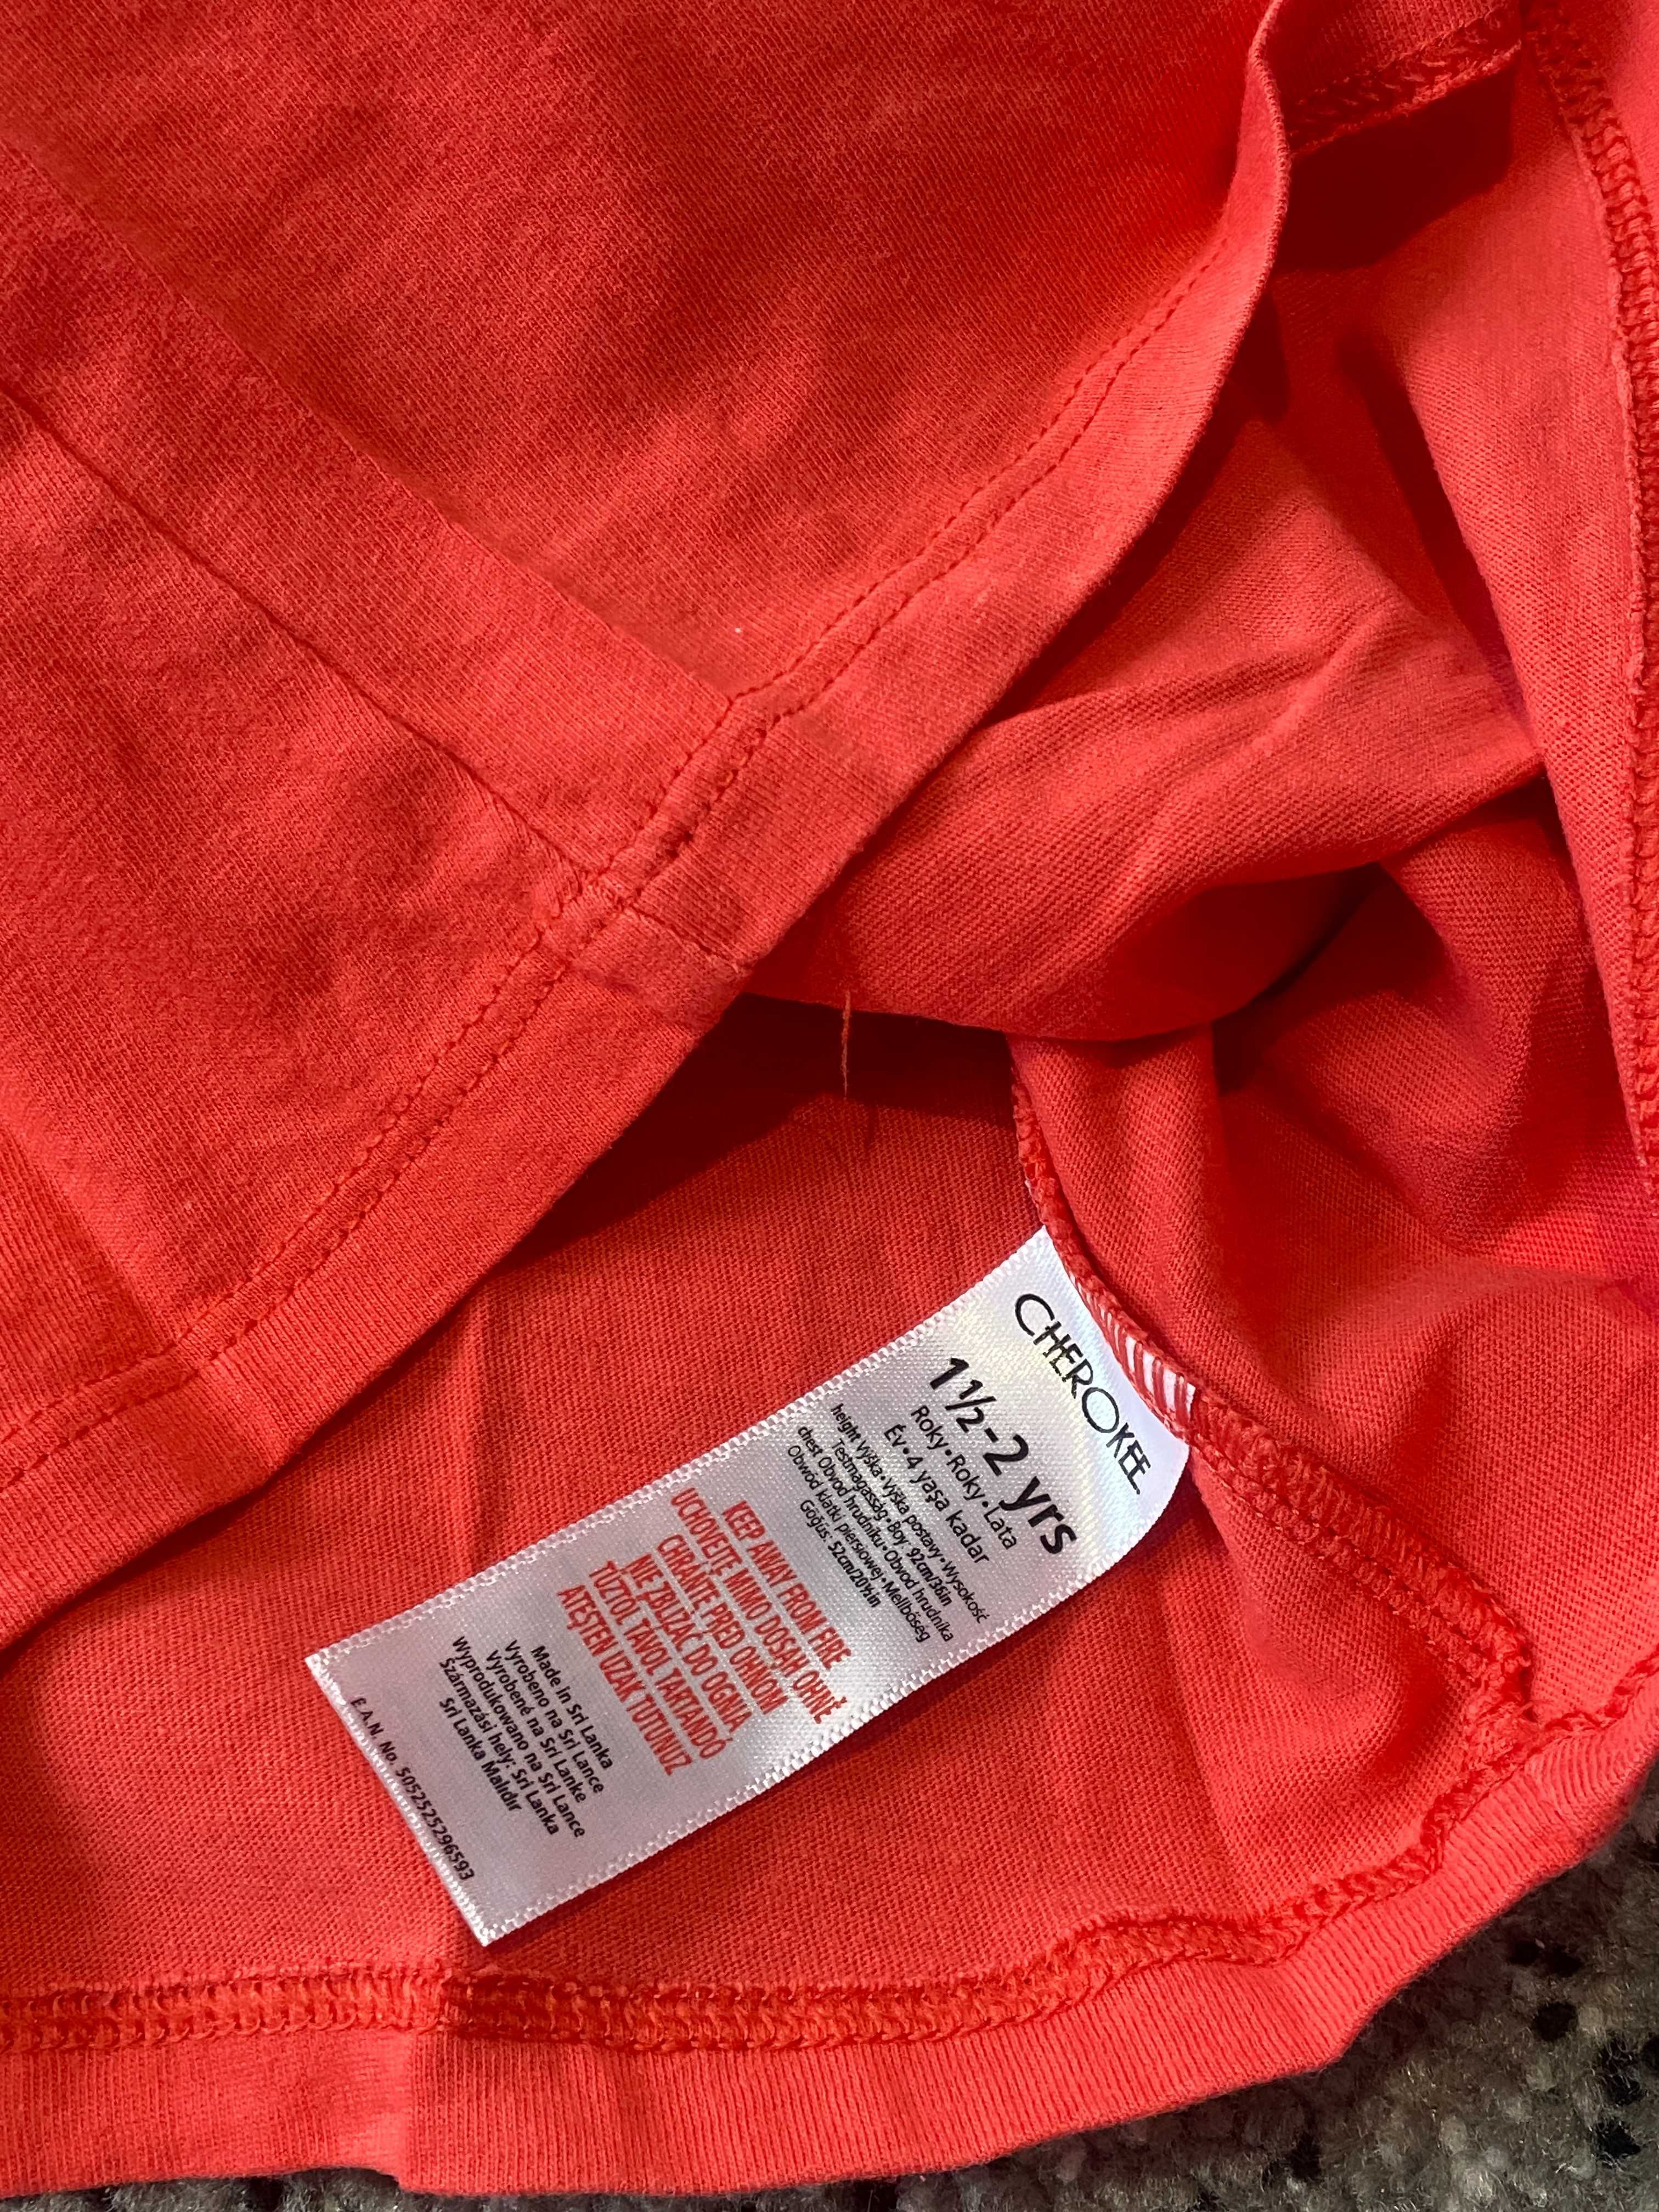 CHEROKEE
1½-2 yrs
Roky•Roky•Lata
Év•4 yaşa kadar
height Výška•Výška postavy•Wysokość
Testmagasság•Boy: 92cm/36in
chest Obvod hrudníku•Obvod hrudníka
Obwód klatki piersiowej•Mellbőség
Göğüs: 52cm/20½in
KEEP AWAY FROM FIRE
UCHOVEJTE MIMO DOSAH OHNĚ
CHRAŇTE PRED OHŇOM
NIE ZBLIŻAĆ DO OGNIA
TŰZTŐL TÁVOL TARTANDÓ
ATEŞTEN UZAK TUTUNUZ
Made in Sri Lanka
Vyrobeno na Srí Lance
Vyrobené na Srí Lanke
Wyprodukowano na Sri Lance
Származási hely: Srí Lanka
Sri Lanka Malıdır
E.A.N. No. 5052525296593